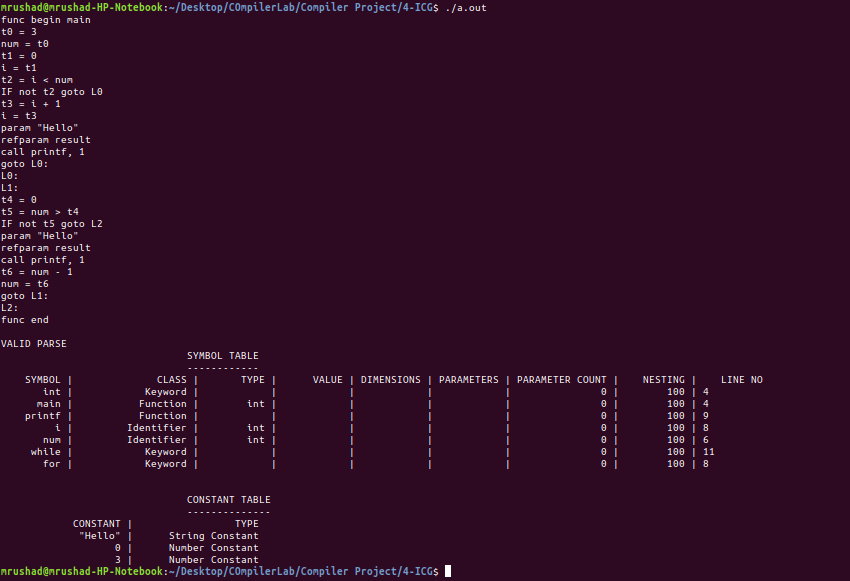 mrushad@mrushad-HP-Notebook:~/Desktop/COmpilerLab/Compiler Project/4-ICG$ ./a.out
func begin main
t0 = 3
num = t0
t1 = 0
i = t1
t2 = i < num
IF not t2 goto L0
t3 = i + 1
i = t3
param "Hello"
refparam result
call printf, 1
goto L0:
L0:
L1:
t4 = 0
t5 = num > t4
IF not t5 goto L2
param "Hello"
refparam result
call printf, 1
t6 = num - 1
num = t6
goto L1:
L2:
func end
VALID PARSE
SYMBOL TABLE
------------
SYMBOL | CLASS | TYPE | VALUE | DIMENSIONS | PARAMETERS | PARAMETER COUNT | NESTING | LINE NO
int | Keyword | | | | | 0 | 100 | 4
main | Function | int | | | | 0 | 100 | 4
printf | Function | | | | | 0 | 100 | 9
i | Identifier | int | | | | 0 | 100 | 8
num | Identifier | int | | | | 0 | 100 | 6
while | Keyword | | | | | 0 | 100 | 11
for | Keyword | | | | | 0 | 100 | 8
CONSTANT TABLE
--------------
CONSTANT | TYPE
"Hello" | String Constant
0 | Number Constant
3 | Number Constant
mrushad@mrushad-HP-Notebook:~/Desktop/COmpilerLab/Compiler Project/4-ICG$